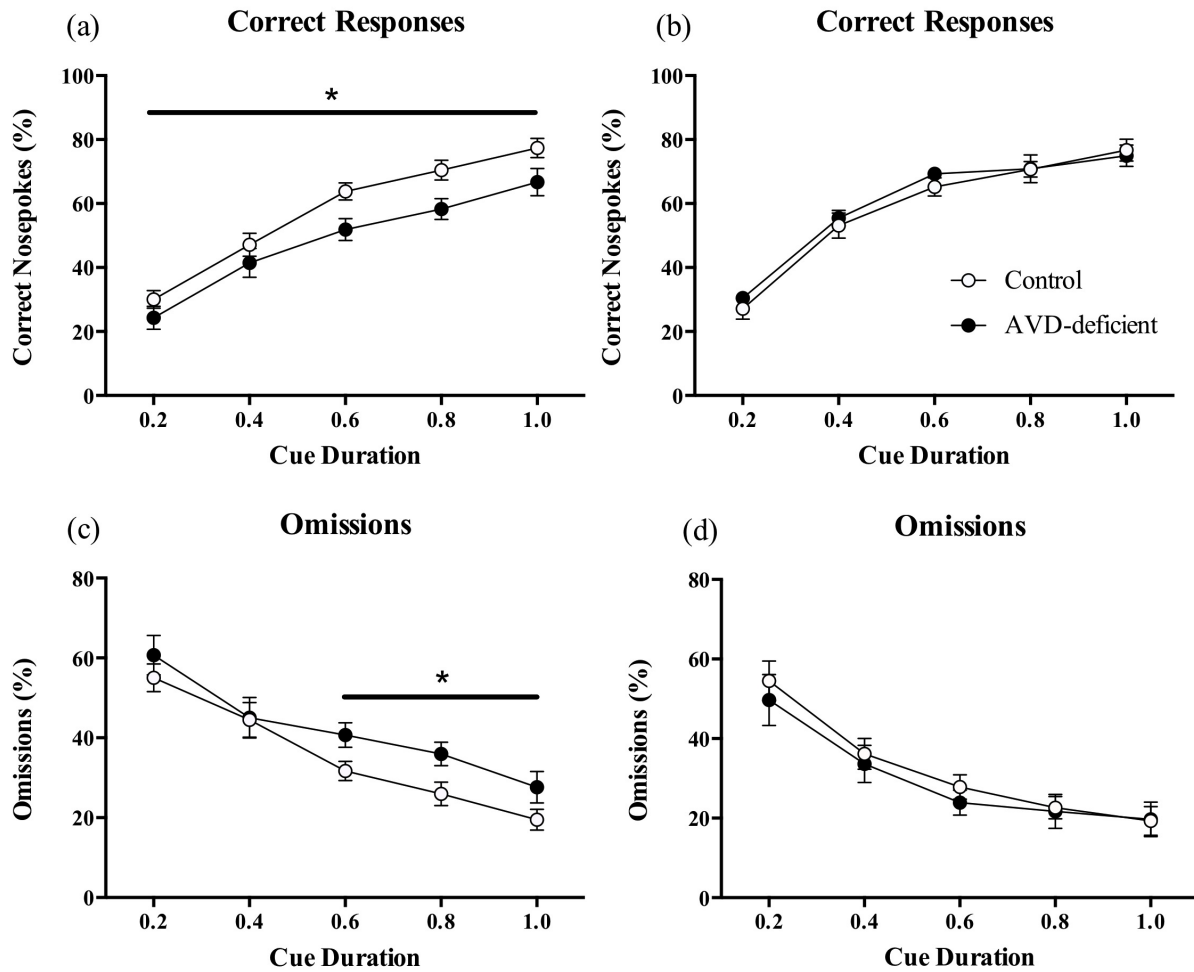 (a)
Correct Responses
Correct Nosepokes (%)
100
80
60
40
20
0
*
0.2 0.4 0.6 0.8 1.0
Cue Duration
(b)
Correct Responses
Correct Nosepokes (%)
100
80
60
40
20
0
Control
AVD-deficient
0.2 0.4 0.6 0.8 1.0
Cue Duration
(c)
Omissions
Omissions (%)
80
60
40
20
0
*
0.2 0.4 0.6 0.8 1.0
Cue Duration
(d)
Omissions
Omissions (%)
80
60
40
20
0
0.2 0.4 0.6 0.8 1.0
Cue Duration